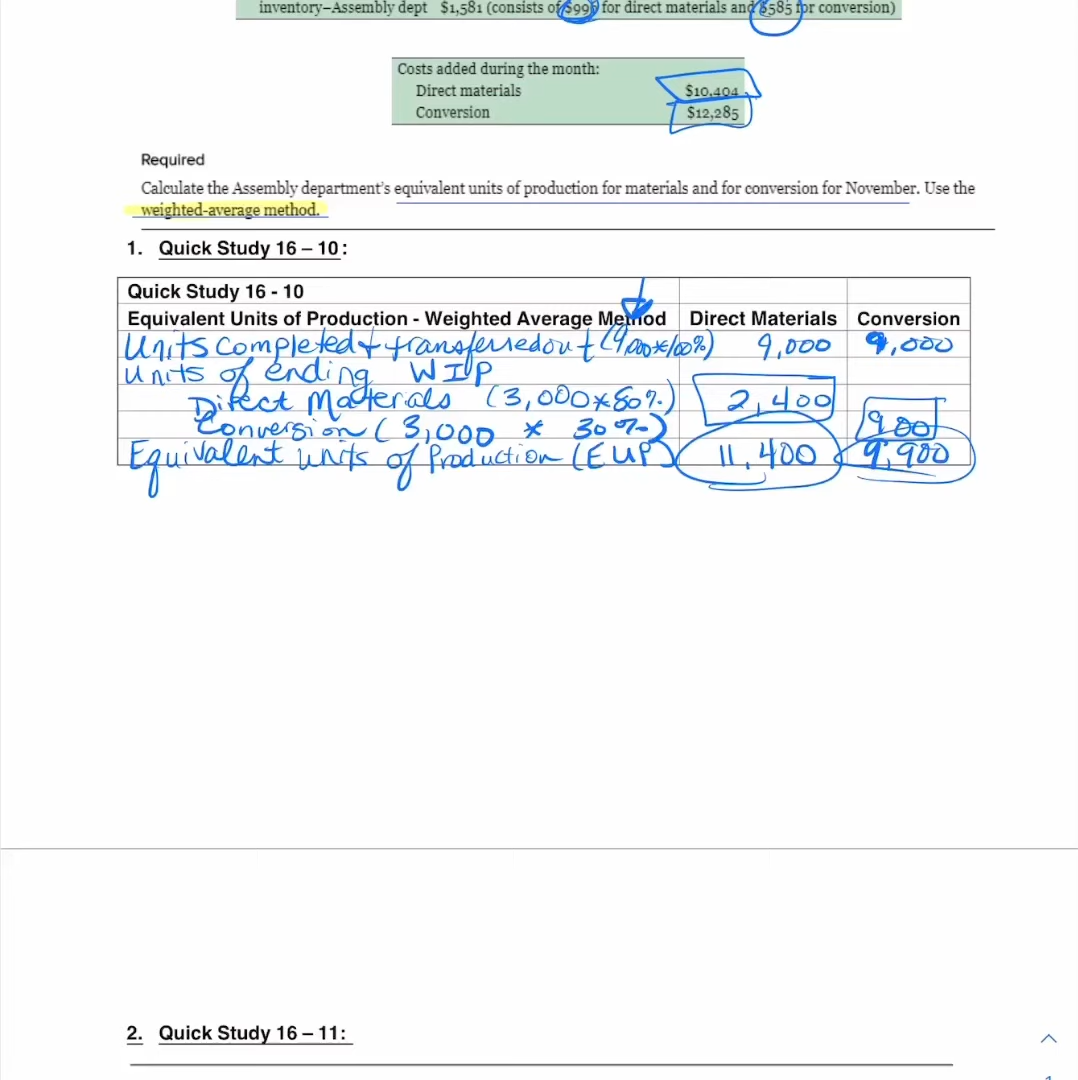 inventory–Assembly dept $1,581 (consists of $996 for direct materials and $585 for conversion)
Costs added during the month:
Direct materials $10,404
Conversion $12,285
Required
Calculate the Assembly department's equivalent units of production for materials and for conversion for November. Use the
weighted-average method.
1. Quick Study 16 – 10:
Quick Study 16 - 10
Equivalent Units of Production - Weighted Average Method Direct Materials Conversion
Units completed + transferred out (9,000*100%) 9,000 9,000
Units of ending WIP
Direct Materials (3,000*80%) 2,400
Conversion (3,000 * 30%) 900
Equivalent units of Production (EUP) 11,400 9,900
2. Quick Study 16 – 11: